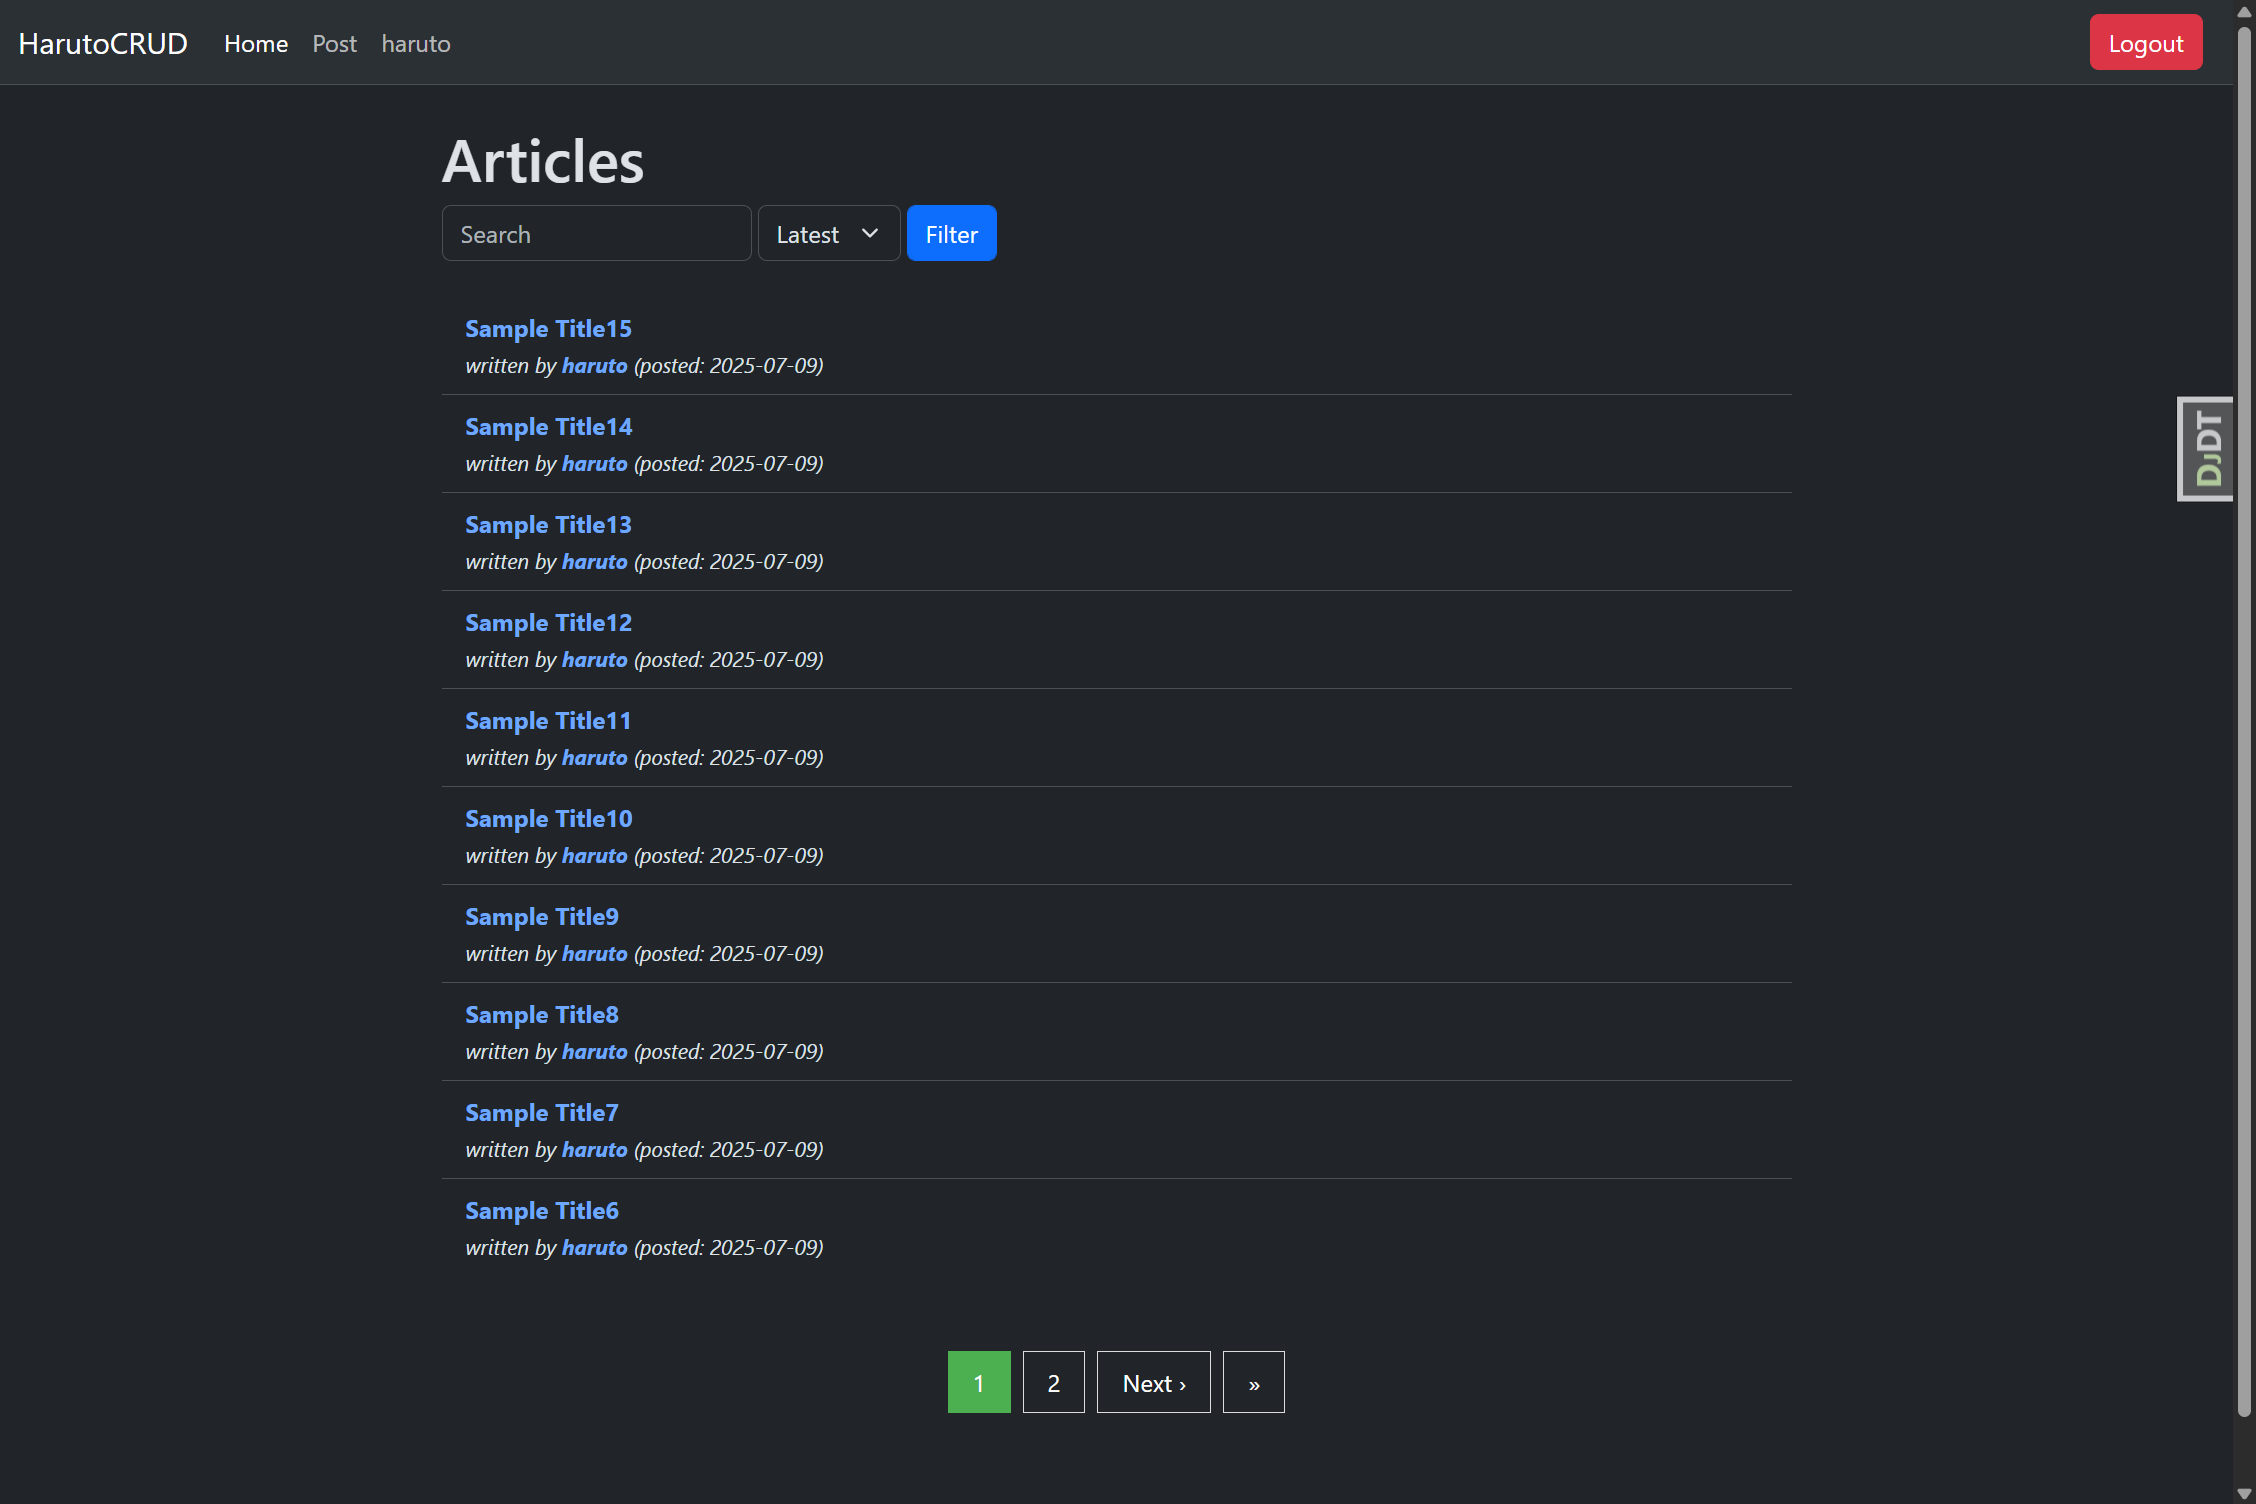 HarutoCRUD Home Post haruto Logout
Articles
Search Latest Filter
Sample Title15
written by haruto (posted: 2025-07-09)
Sample Title14
written by haruto (posted: 2025-07-09)
DJDT
Sample Title13
written by haruto (posted: 2025-07-09)
Sample Title12
written by haruto (posted: 2025-07-09)
Sample Title11
written by haruto (posted: 2025-07-09)
Sample Title10
written by haruto (posted: 2025-07-09)
Sample Title9
written by haruto (posted: 2025-07-09)
Sample Title8
written by haruto (posted: 2025-07-09)
Sample Title7
written by haruto (posted: 2025-07-09)
Sample Title6
written by haruto (posted: 2025-07-09)
1 2 Next › »